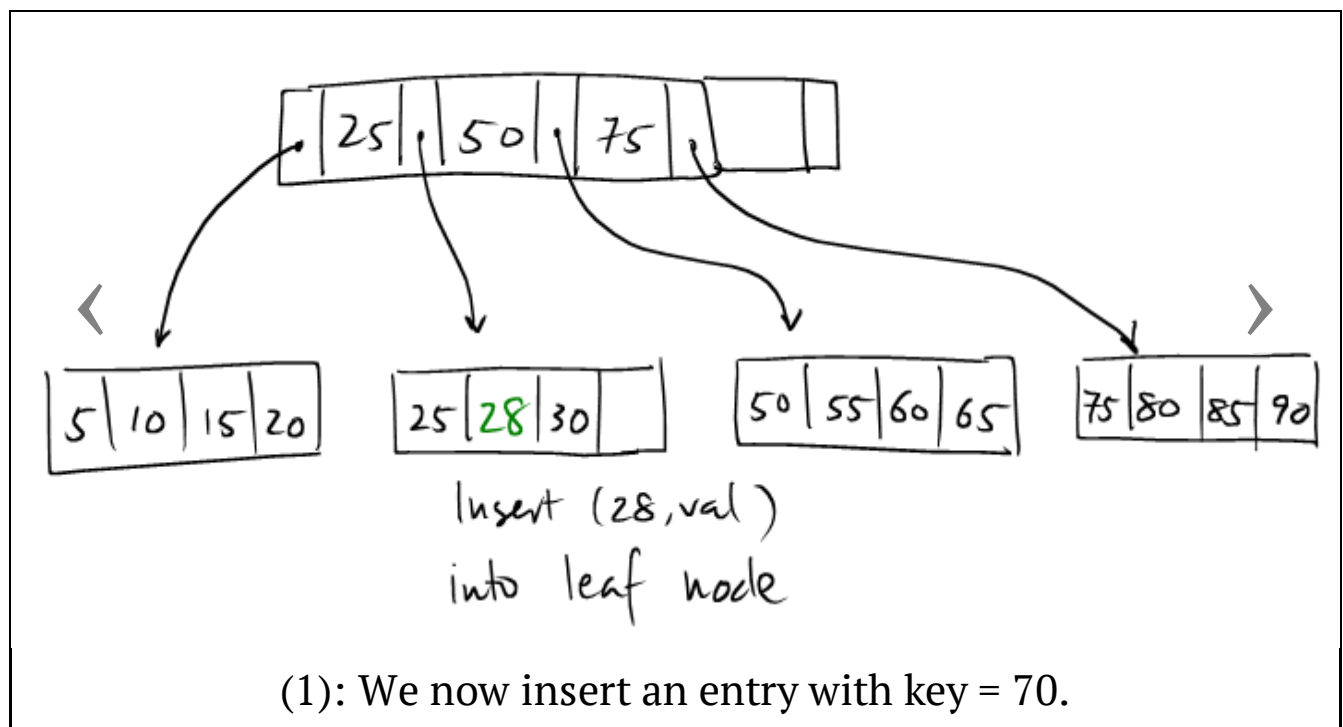 25 50 75
5 10 15 20 25 28 30 50 55 60 65 75 80 85 90
Insert (28, val)
into leaf node
(1): We now insert an entry with key = 70.